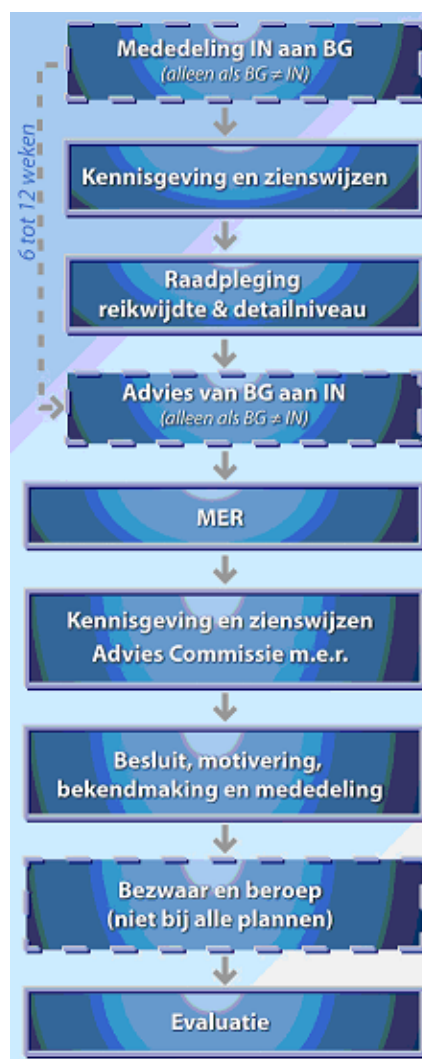 Mededeling IN aan BG
(alleen als BG ≠ IN)
6 tot 12 weken
Kennisgeving en zienswijzen
Raadpleging
reikwijdte & detailniveau
Advies van BG aan IN
(alleen als BG ≠ IN)
MER
Kennisgeving en zienswijzen
Advies Commissie m.e.r.
Besluit, motivering,
bekendmaking en mededeling
Bezwaar en beroep
(niet bij alle plannen)
Evaluatie